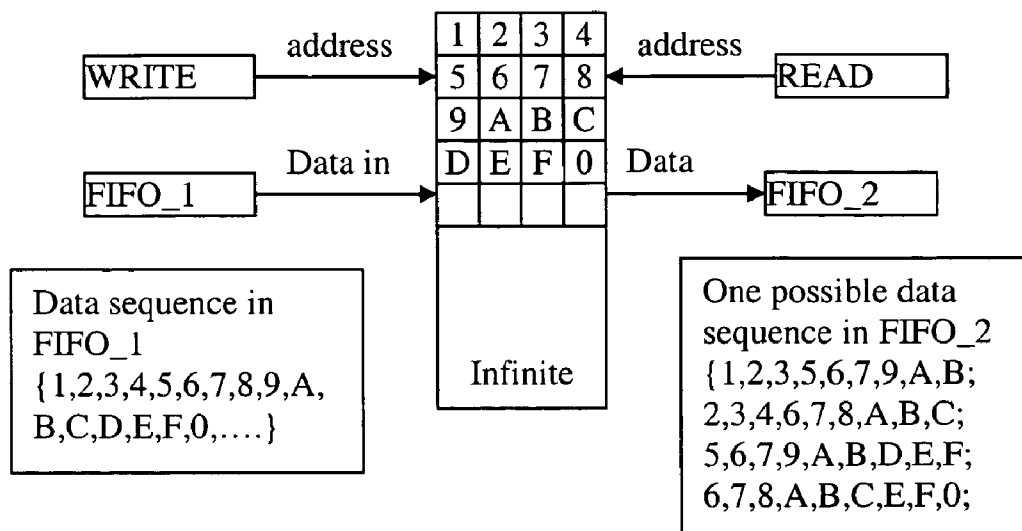 1 2 3 4
address
address
WRITE
5 6 7 8
READ
9 A B C
Data in
D E F 0
Data
FIFO_1
FIFO_2
Data sequence in
FIFO_1
{1,2,3,4,5,6,7,8,9,A,
B,C,D,E,F,0,....}
Infinite
One possible data
sequence in FIFO_2
{1,2,3,5,6,7,9,A,B;
2,3,4,6,7,8,A,B,C;
5,6,7,9,A,B,D,E,F;
6,7,8,A,B,C,E,F,0;